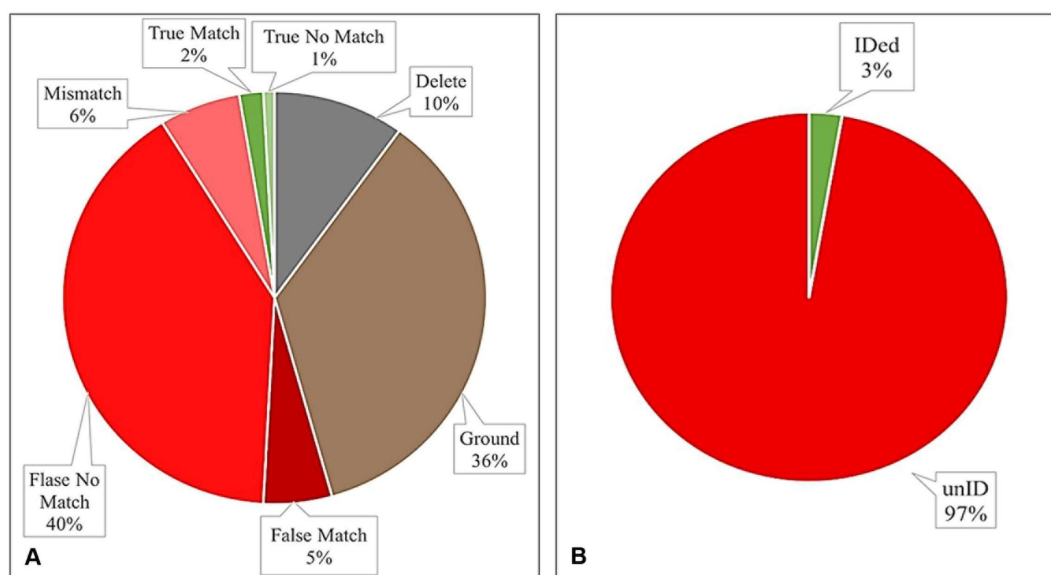 True Match
2%
True No Match
1%
Delete
10%
Mismatch
6%
Ground
36%
Flase No
Match
40%
False Match
5%
A
IDed
3%
unID
97%
B